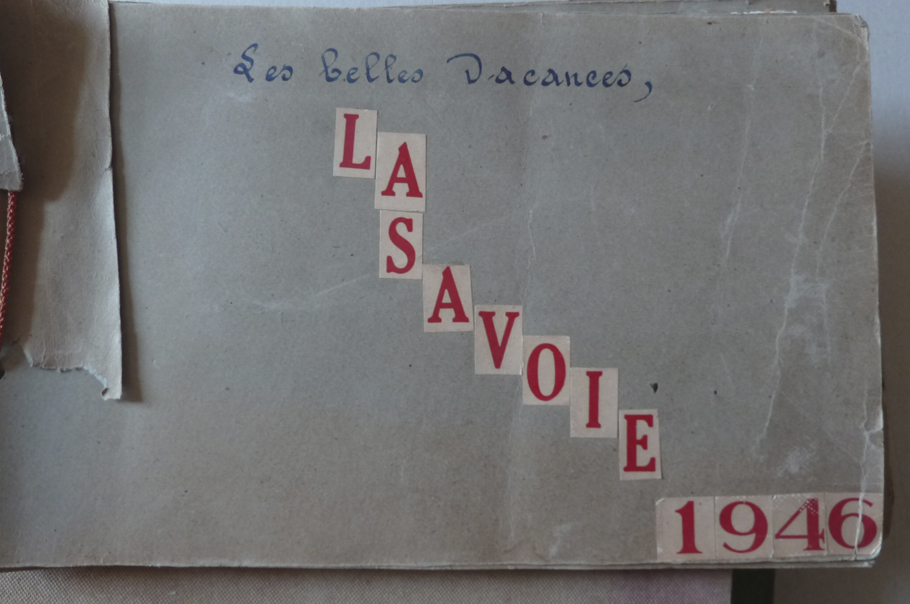 Les belles Vacances,
LA
SAVOIE
1946